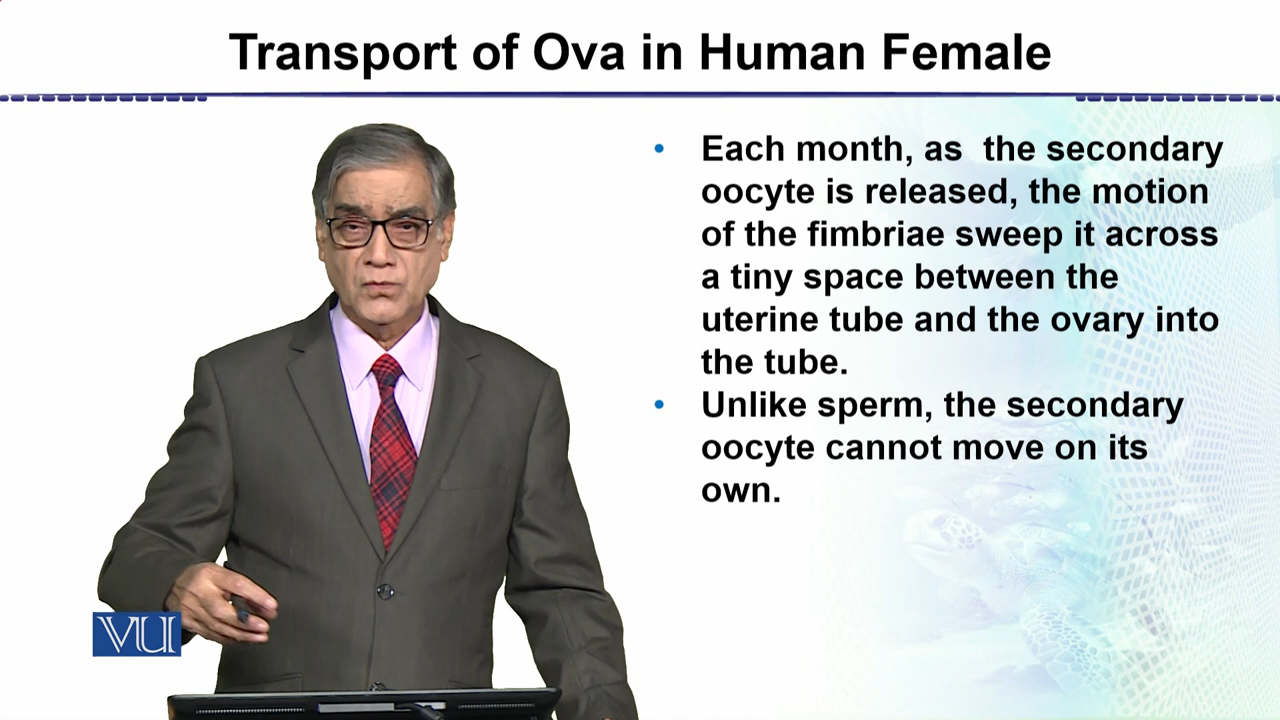 Transport of Ova in Human Female
• Each month, as  the secondary
oocyte is released, the motion
of the fimbriae sweep it across
a tiny space between the
uterine tube and the ovary into
the tube.
• Unlike sperm, the secondary
oocyte cannot move on its
own.
VU